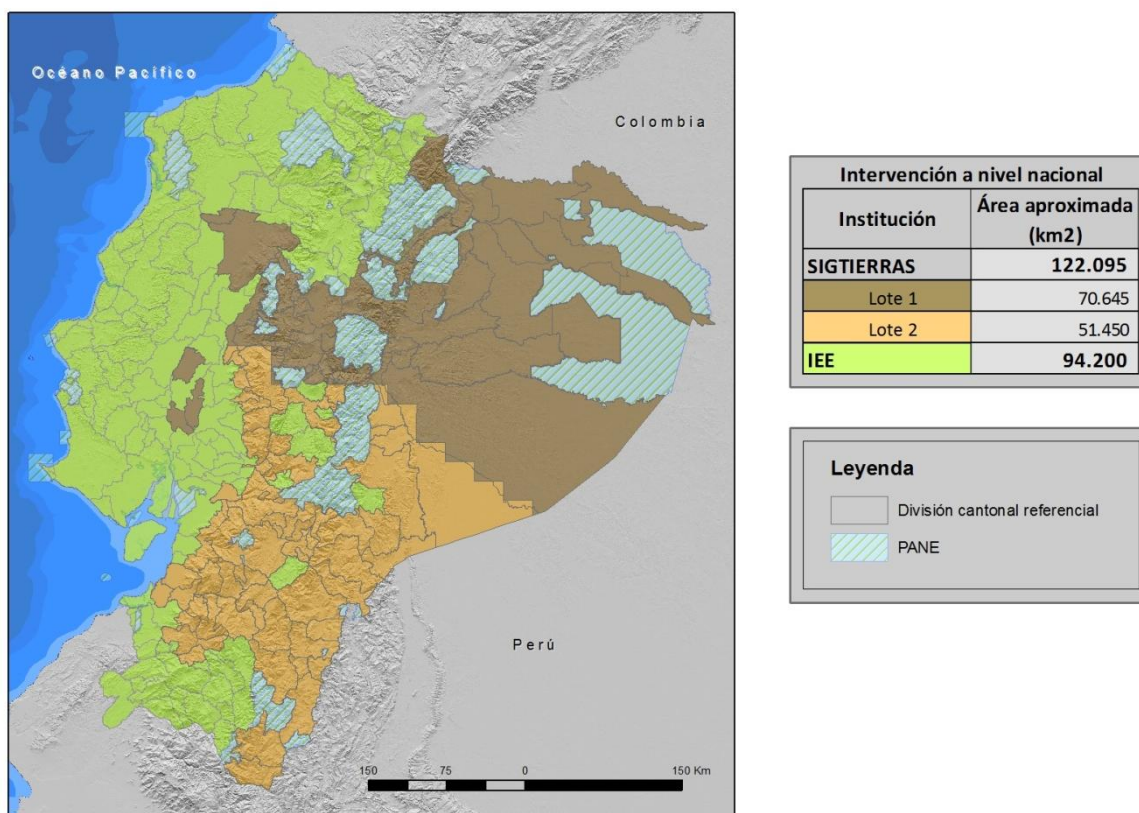 Océano Pacífico
Colombia
Perú
150 75 0 150 Km
Intervención a nivel nacional
Institución Área aproximada (km2)
SIGTIERRAS 122.095
Lote 1 70.645
Lote 2 51.450
IEE 94.200
Leyenda
División cantonal referencial
PANE